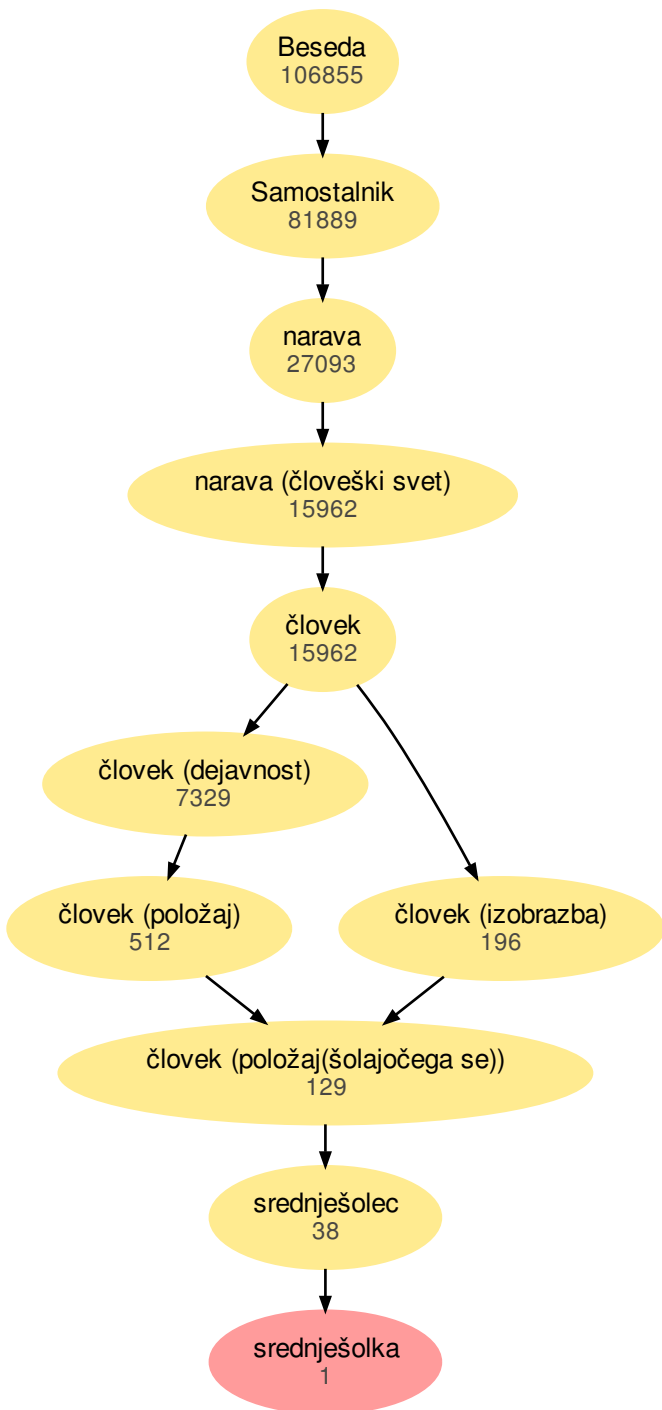 Beseda
106855
Samostalnik
81889
narava
27093
narava (človeški svet)
15962
človek
15962
človek (dejavnost)
7329
človek (položaj)
512
človek (izobrazba)
196
človek (položaj(šolajočega se))
129
srednješolec
38
srednješolka
1